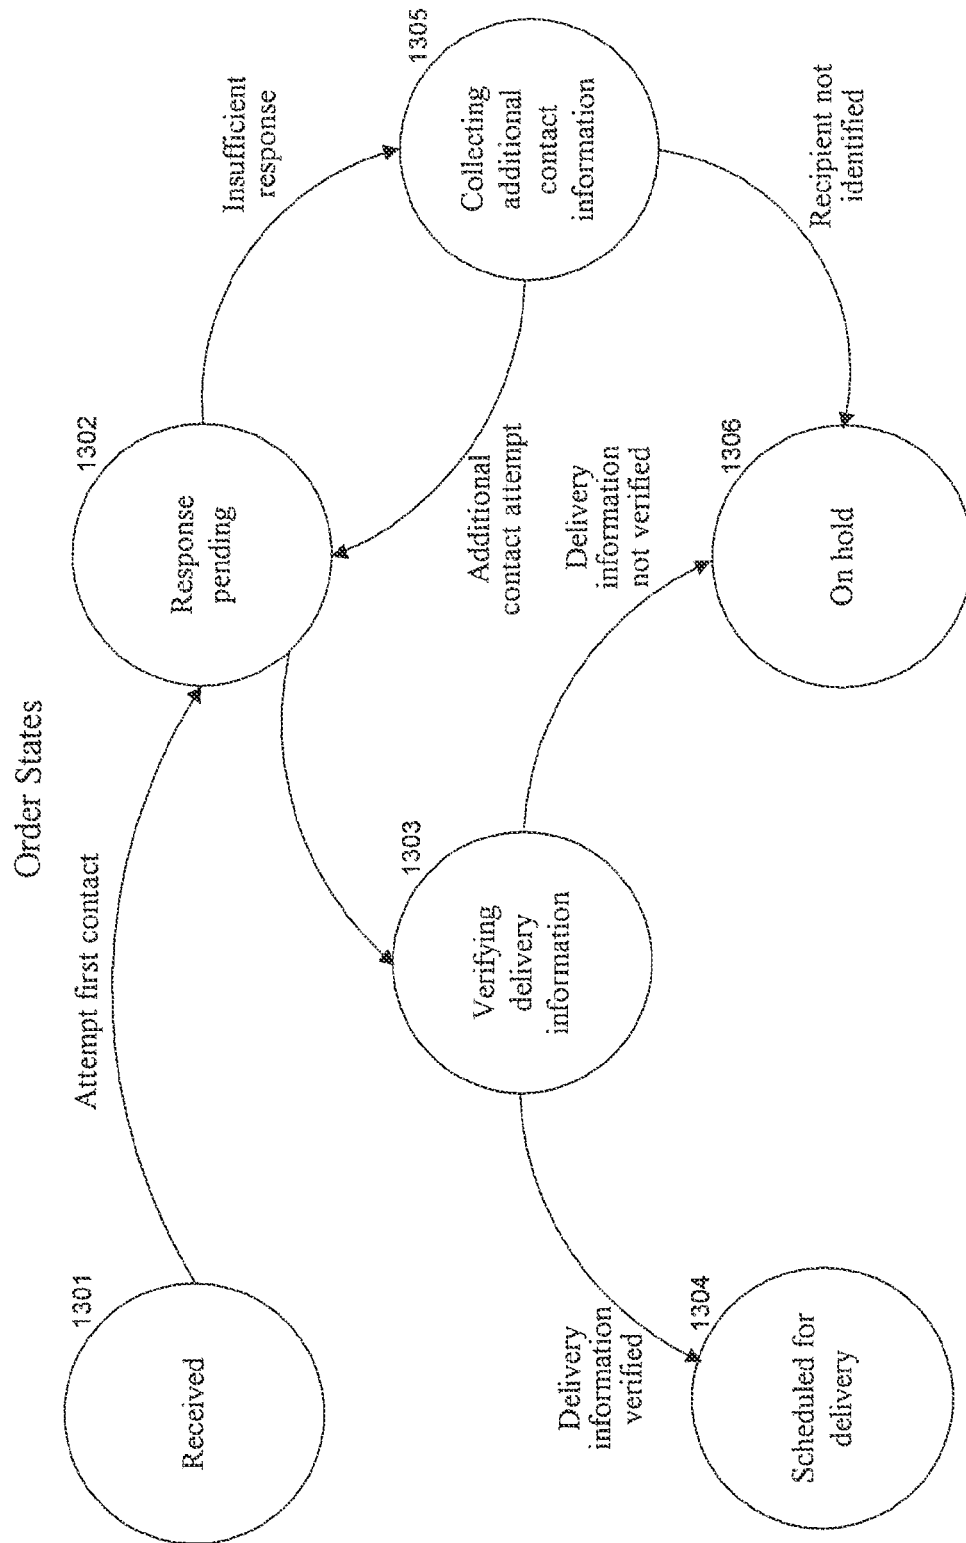 Order States
1301
Received
Attempt first contact
1302
Response
pending
Insufficient
response
1305
Collecting
additional
contact
information
Additional
contact attempt
1303
Verifying
delivery
information
Delivery
information
verified
1304
Scheduled for
delivery
Delivery
information
not verified
1306
On hold
Recipient not
identified